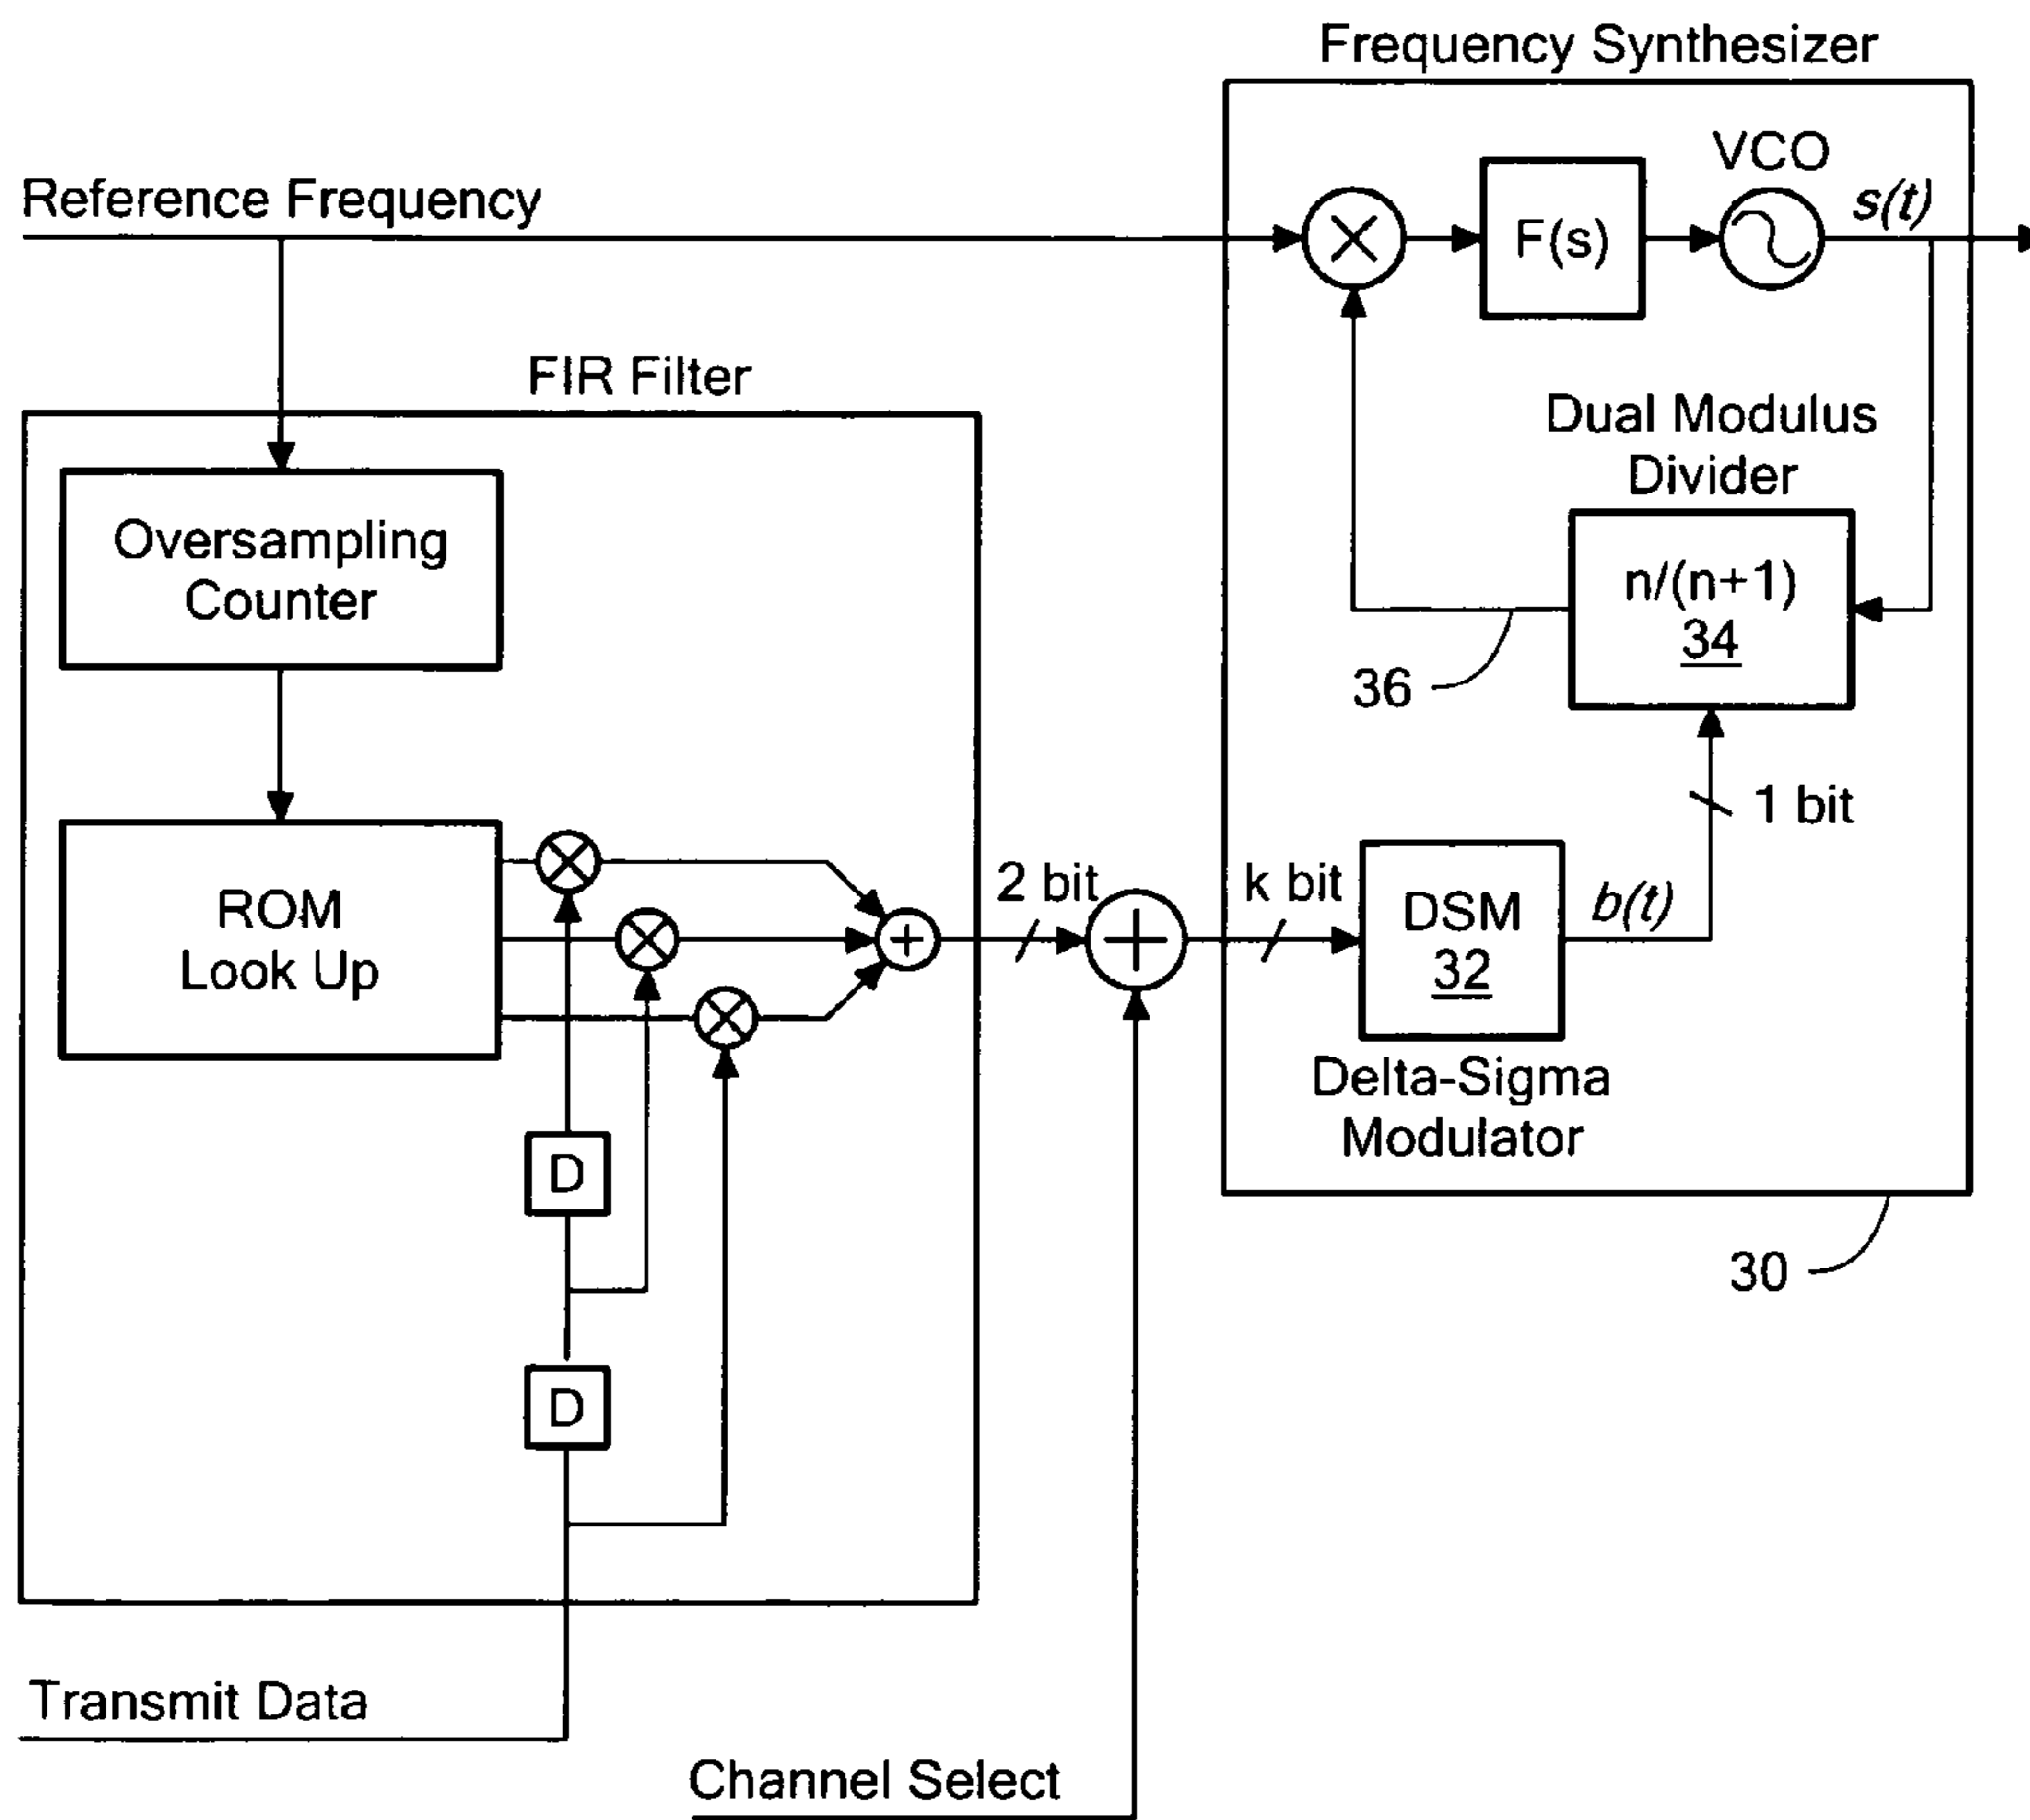 Frequency Synthesizer
VCO
Reference Frequency
F(s)
s(t)
FIR Filter
Dual Modulus
Divider
Oversampling
Counter
n/(n+1)
34
36
1 bit
ROM
Look Up
2 bit
k bit
DSM
32
b(t)
Delta-Sigma
Modulator
D
30
D
Transmit Data
Channel Select